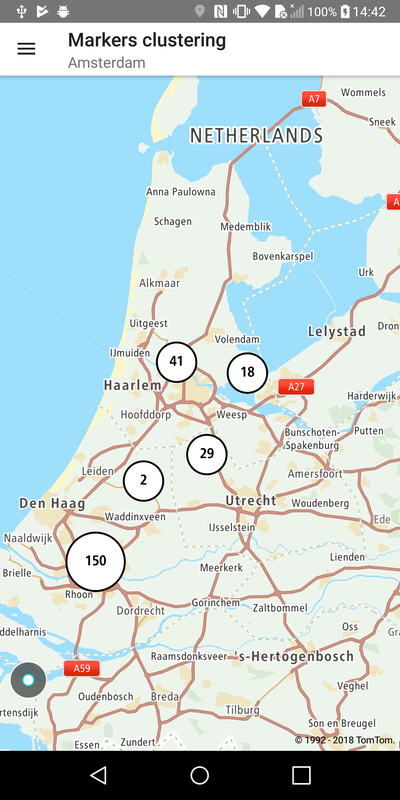 100% 14:42
Markers clustering
Amsterdam
A7
Wommels
Sneek
NETHERLANDS
Anna Paulowna
A
Schagen
Medemblik
Bovenkarspel
Urk
Alkmaar
Uitgeest
Lelystad
Dron
Volendam
IJmuiden
41
18
Haarlem
A27
Harderwijk
Hoofddorp
Weesp
Bunschoten-
Spakenburg
Putten
29
Leiden
2
Amersfoort
Den Haag
Utrecht
Woudenberg
Waddinxveen
Ede
IJsselstein
Naaldwijk
150
Lienden
Meerkerk
Brielle
Rhoon
Gorinchem
Zaltbommel
Dordrecht
Oss
Gra
ddelharnis
Raamsdonksveer
's-Hertogenbosch
A59
Veghel
Oudenbosch
Breda
Tilburg
rtensdijk
Son en Breugel
Essen
Zundert
© 1992 - 2018 TomTom.